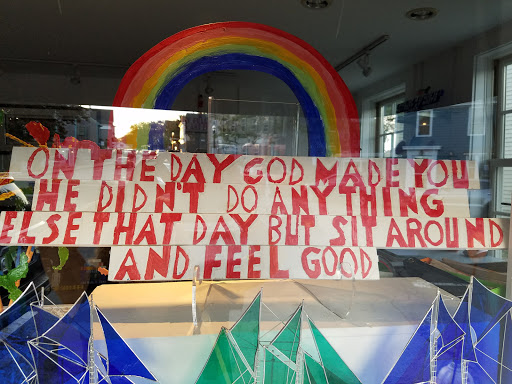 ON THE DAY GOD MADE YOU
HE DIDN'T DO ANYTHING
ELSE THAT DAY BUT SIT AROUND
AND FEEL GOOD